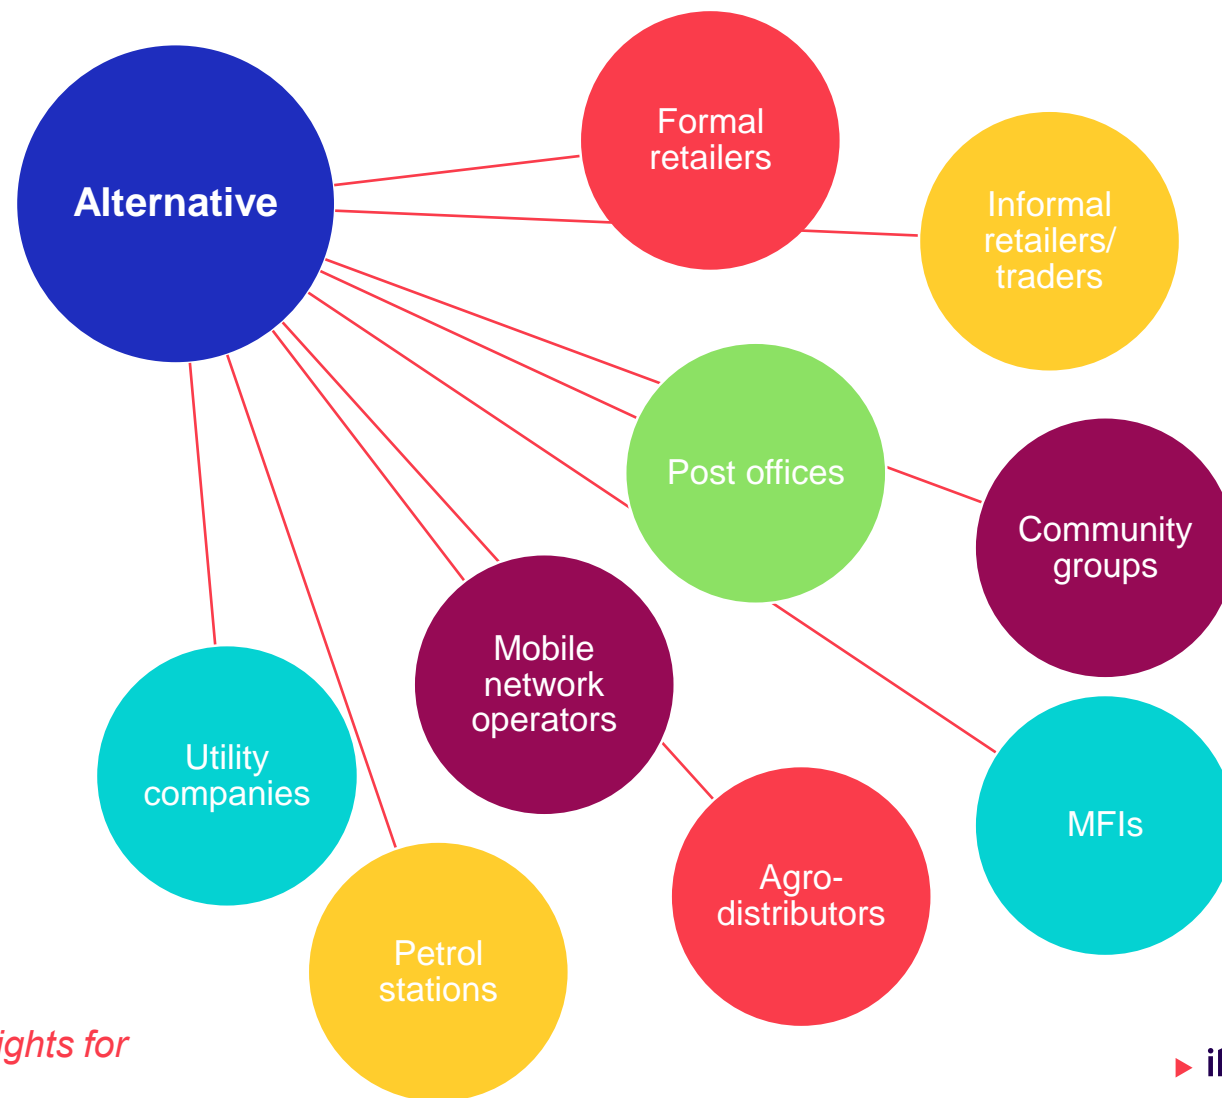 Alternative
Formal
retailers
Informal
retailers/
traders
Post offices
Community
groups
Mobile
network
operators
Utility
companies
MFIs
Agro-
distributors
Petrol
stations
for